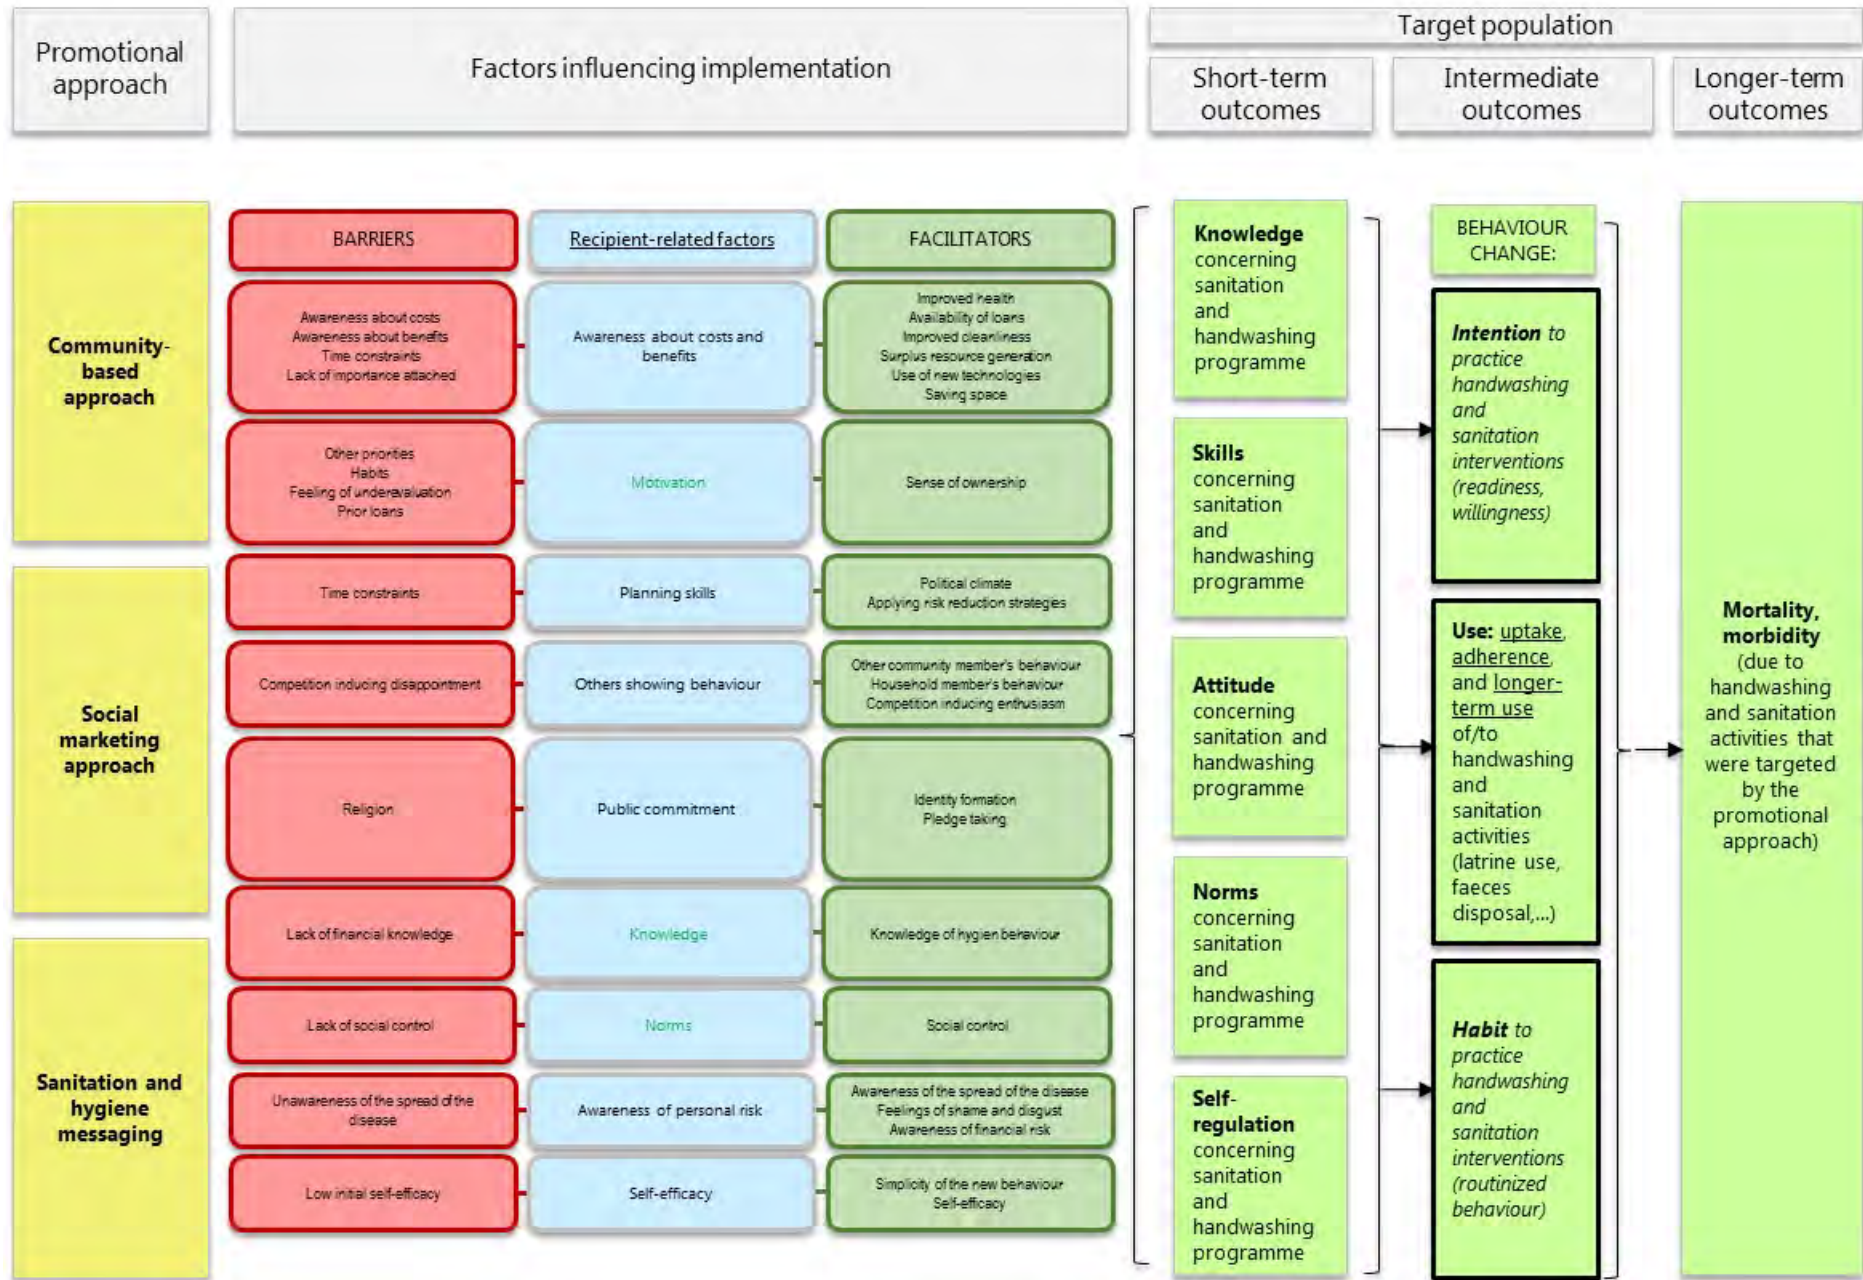 Promotional
approach
Factors influencing implementation
Target population
Short-term
outcomes
Intermediate
outcomes
Longer-term
outcomes
Community-
based
approach
Social
marketing
approach
Sanitation and
hygiene
messaging
BARRIERS
Recipient-related factors
FACILITATORS
Awareness about costs
Awareness about benefits
Time constraints
Lack of importance attached
Awareness about costs and
benefits
Improved health
Availability of loans
Improved cleanliness
Surplus resource generation
Use of new technologies
Saving space
Other priorities
Habits
Feeling of underevaluation
Prior loans
Motivation
Sense of ownership
Time constraints
Planning skills
Political climate
Applying risk reduction strategies
Competition inducing disappointment
Others showing behaviour
Other community member's behaviour
Household member's behaviour
Competition inducing enthusiasm
Religion
Public commitment
Identity formation
Pledge taking
Lack of financial knowledge
Knowledge
Knowledge of hygien behaviour
Lack of social control
Norms
Social control
Unawareness of the spread of the
disease
Awareness of personal risk
Awareness of the spread of the disease
Feelings of shame and disgust
Awareness of financial risk
Low initial self-efficacy
Self-efficacy
Simplicity of the new behaviour
Self-efficacy
Knowledge
concerning
sanitation
and
handwashing
programme
Skills
concerning
sanitation
and
handwashing
programme
Attitude
concerning
sanitation and
handwashing
programme
Norms
concerning
sanitation
and
handwashing
programme
Self-
regulation
concerning
sanitation
and
handwashing
programme
BEHAVIOUR
CHANGE:
Intention to
practice
handwashing
and
sanitation
interventions
(readiness,
willingness)
Use: uptake,
adherence,
and longer-
term use
of/to
handwashing
and
sanitation
activities
(latrine use,
faeces
disposal,...)
Habit to
practice
handwashing
and
sanitation
interventions
(routinized
behaviour)
Mortality,
morbidity
(due to
handwashing
and sanitation
activities that
were targeted
by the
promotional
approach)